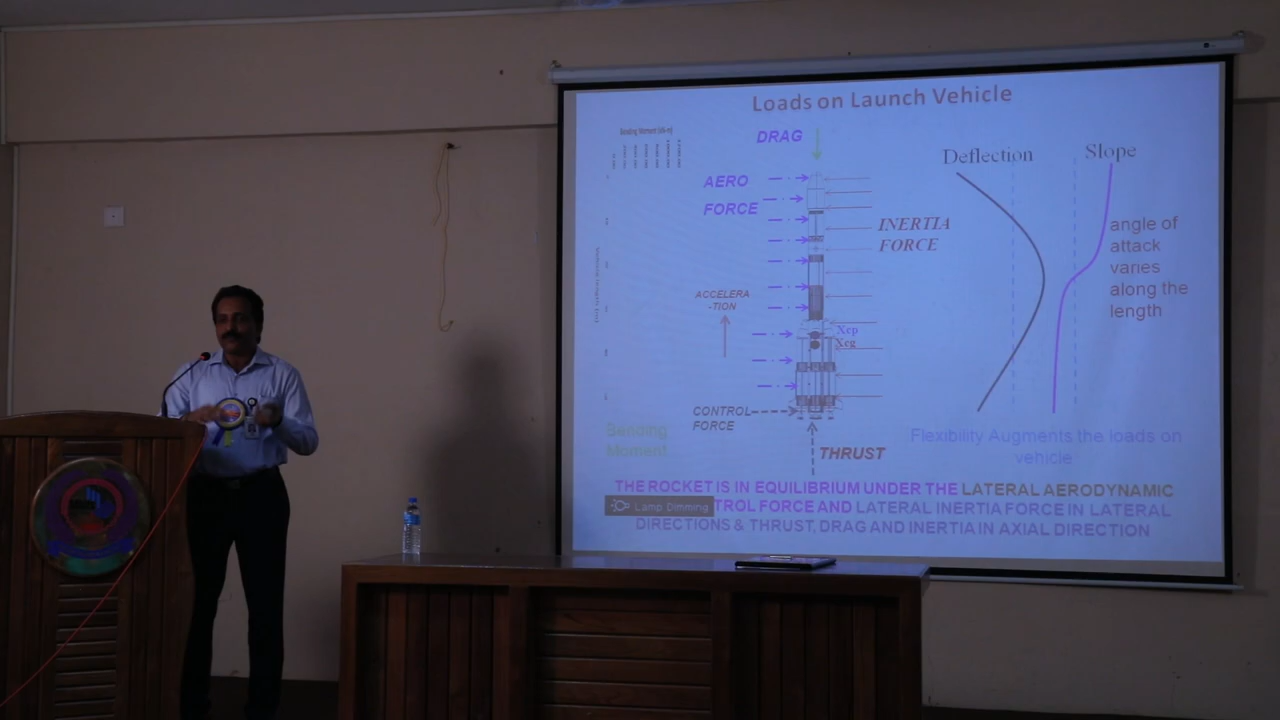 Loads on Launch Vehicle
Bending Moment (kN-m)
DRAG
AERO
FORCE
INERTIA
FORCE
ACCELERA
-TION
Xcp
Xcg
CONTROL
FORCE
THRUST
Bending
Moment
Deflection
Slope
angle of
attack
varies
along the
length
Flexibility Augments the loads on
vehicle
THE ROCKET IS IN EQUILIBRIUM UNDER THE LATERAL AERODYNAMIC
Lamp Dimming
TROL FORCE AND LATERAL INERTIA FORCE IN LATERAL
DIRECTIONS & THRUST, DRAG AND INERTIA IN AXIAL DIRECTION